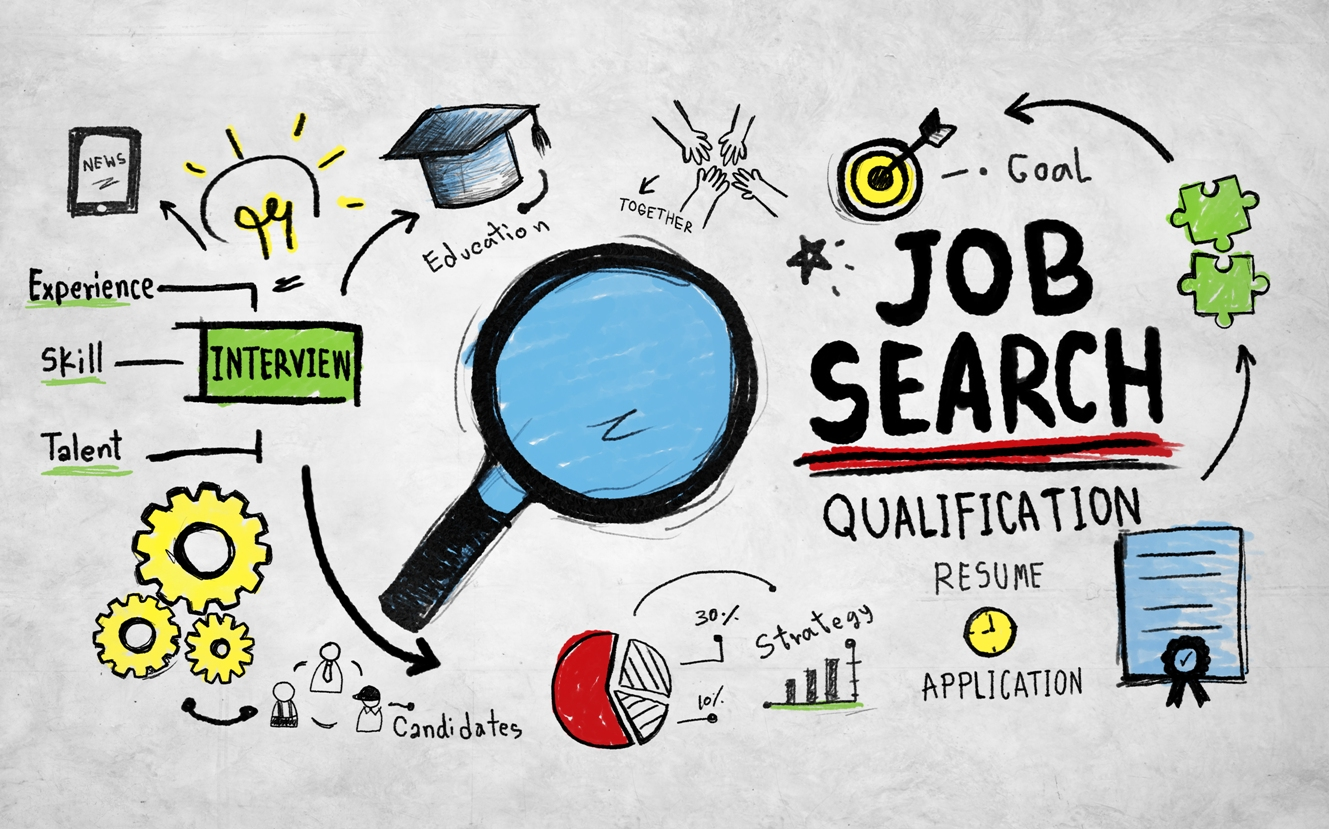 NEWS
Education
TOGETHER
Goal
Experience
Skill
INTERVIEW
Talent
JOB
SEARCH
QUALIFICATION
RESUME
APPLICATION
30%
10%
Strategy
Candidates